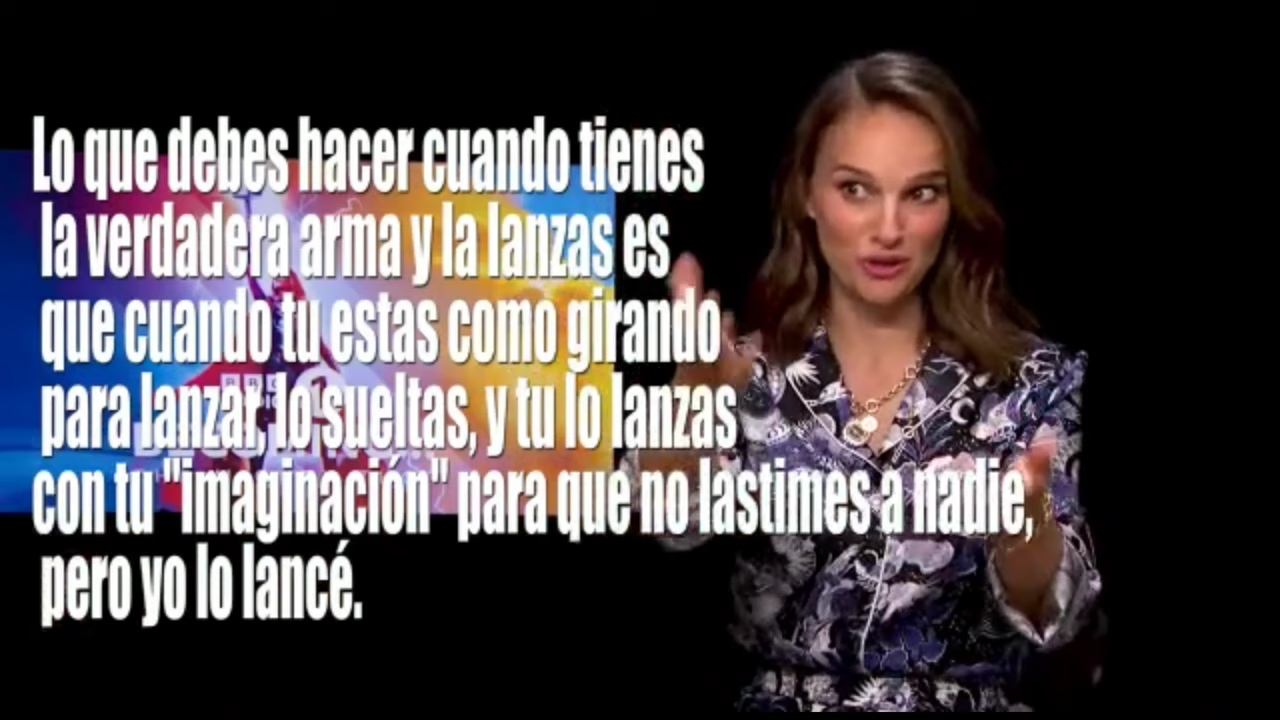 Lo que debes hacer cuando tienes
la verdadera arma y la lanzas es
que cuando tu estas como girando
para lanzar, lo sueltas, y tu lo lanzas
con tu "imaginación" para que no lastimes a nadie,
pero yo lo lancé.
BBC